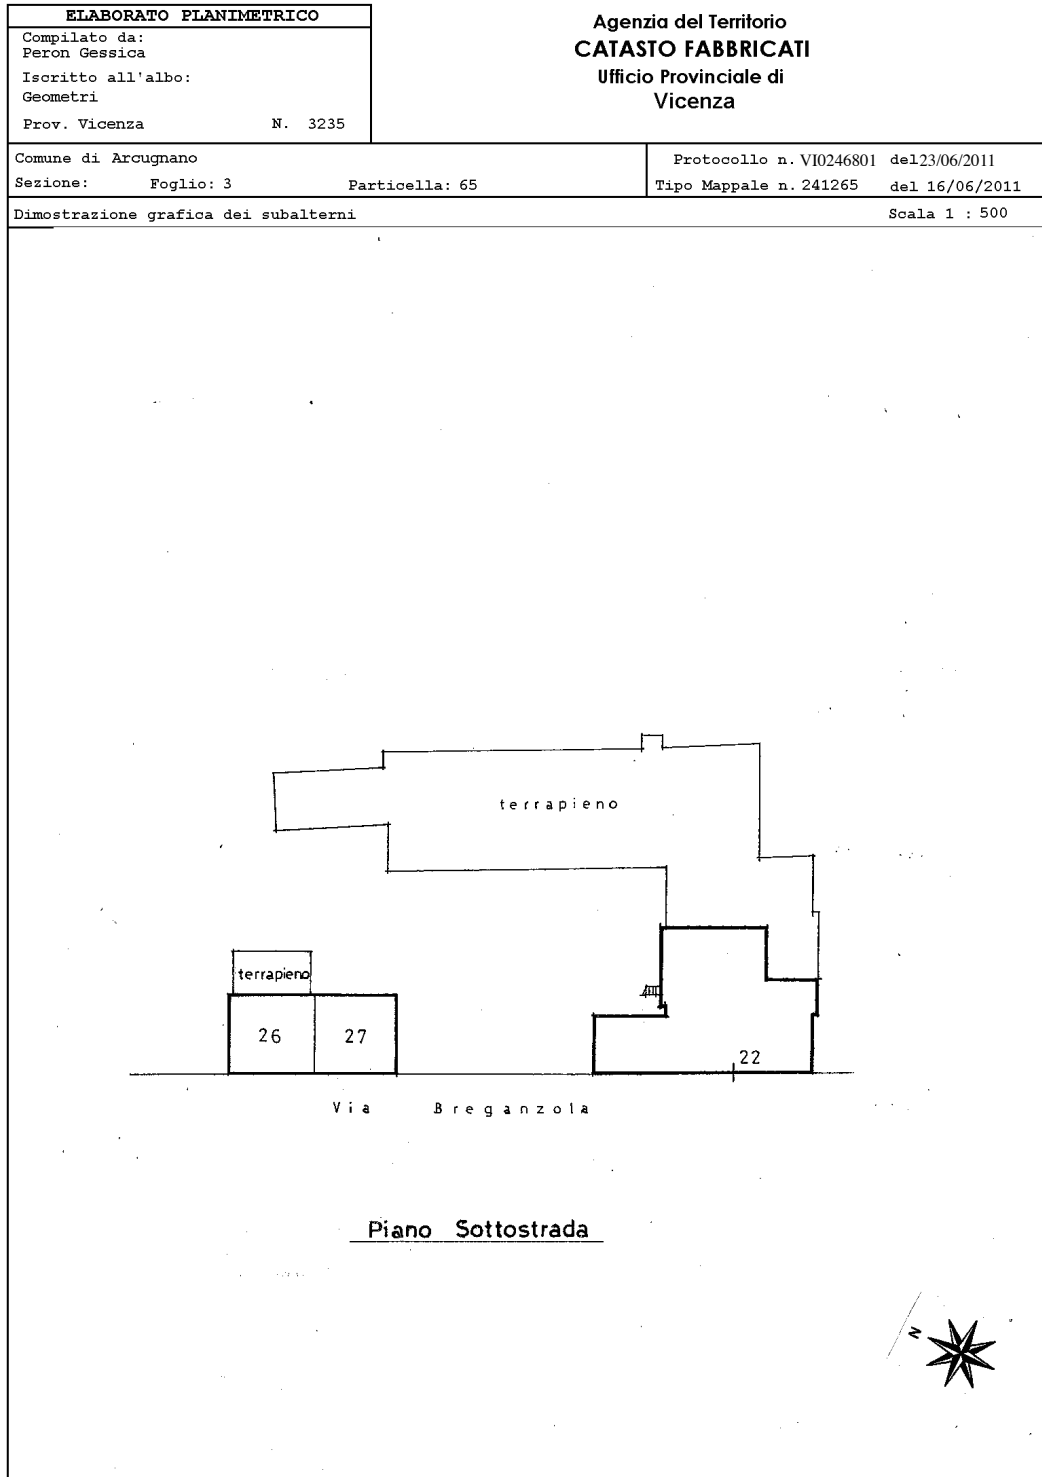 ELABORATO PLANIMETRICO
Compilato da:
Peron Gessica
Iscritto all'albo:
Geometri
Prov. Vicenza N. 3235
Agenzia del Territorio
CATASTO FABBRICATI
Ufficio Provinciale di
Vicenza
Comune di Arcugnano
Sezione: Foglio: 3 Particella: 65
Protocollo n. VI0246801 del 23/06/2011
Tipo Mappale n. 241265 del 16/06/2011
Dimostrazione grafica dei subalterni Scala 1 : 500
terrapieno
terrapieno
26 27
22
Via Breganzola
Piano Sottostrada
N